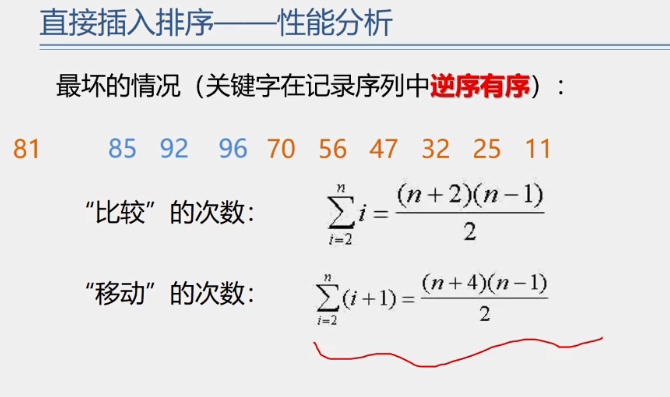 直接插入排序——性能分析
最坏的情况（关键字在记录序列中逆序有序）:
81 85 92 96 70 56 47 32 25 11
“比较”的次数: \sum_{i=2}^{n} i = \frac{(n+2)(n-1)}{2}
“移动”的次数: \sum_{i=2}^{n} (i+1) = \frac{(n+4)(n-1)}{2}